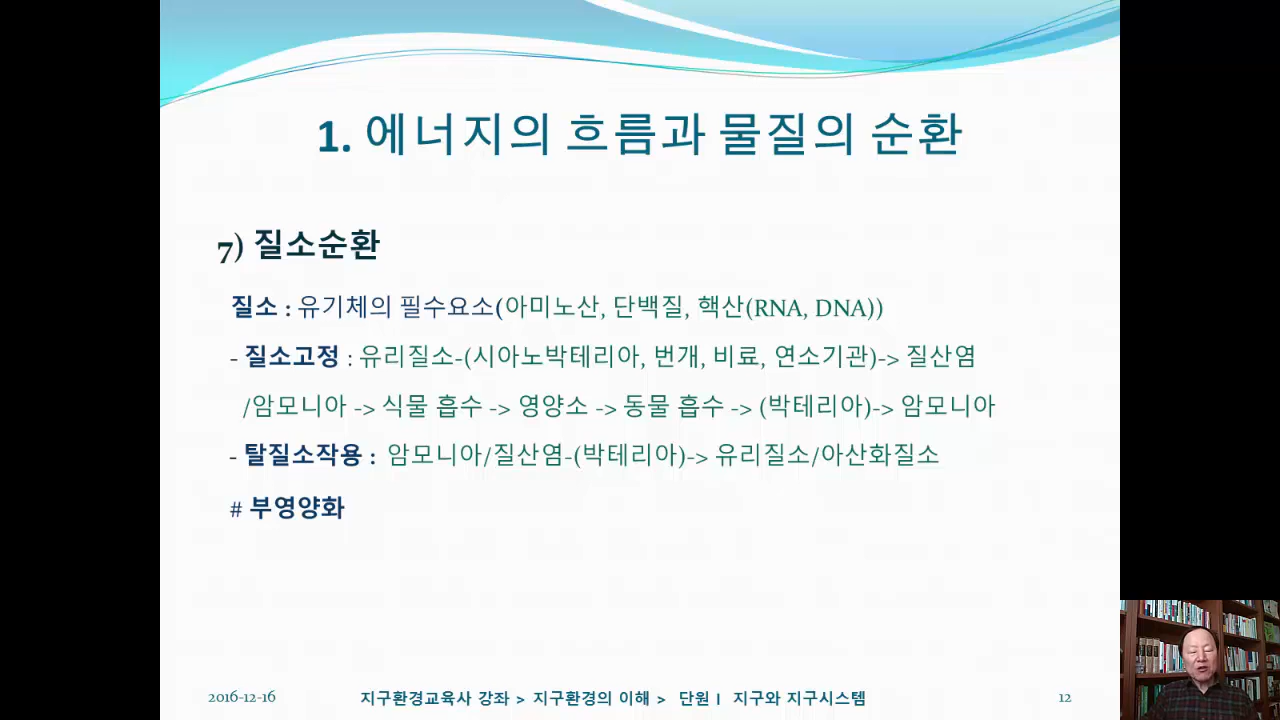 1. 에너지의 흐름과 물질의 순환
7) 질소순환
질소 : 유기체의 필수요소(아미노산, 단백질, 핵산(RNA, DNA))
- 질소고정 : 유리질소-(시아노박테리아, 번개, 비료, 연소기관)-> 질산염
/암모니아 -> 식물 흡수 -> 영양소 -> 동물 흡수 -> (박테리아)-> 암모니아
- 탈질소작용 : 암모니아/질산염-(박테리아)-> 유리질소/아산화질소
# 부영양화
2016-12-16
지구환경교육사 강좌 > 지구환경의 이해 > 단원 I 지구와 지구시스템
12